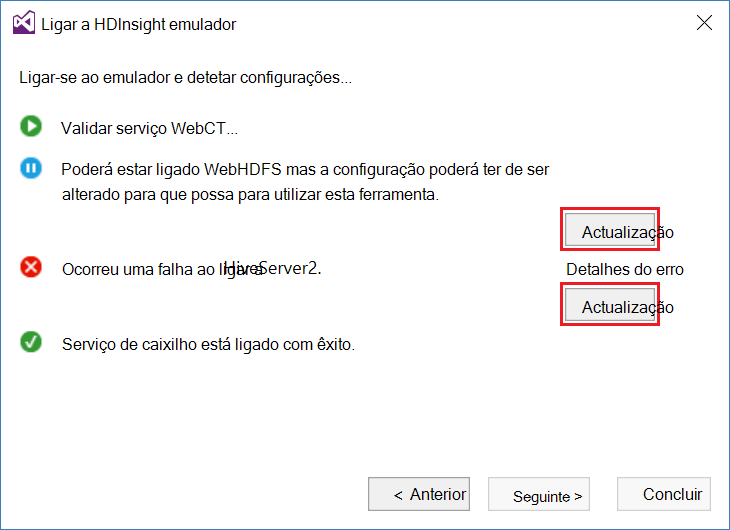 Ligar a HDInsight emulador
Ligar-se ao emulador e detetar configurações...
Validar serviço WebCT...
Poderá estar ligado WebHDFS mas a configuração poderá ter de ser
alterado para que possa para utilizar esta ferramenta.
Actualização
Ocorreu uma falha ao ligar a HiveServer2.
Detalhes do erro
Actualização
Serviço de caixilho está ligado com êxito.
< Anterior
Seguinte >
Concluir